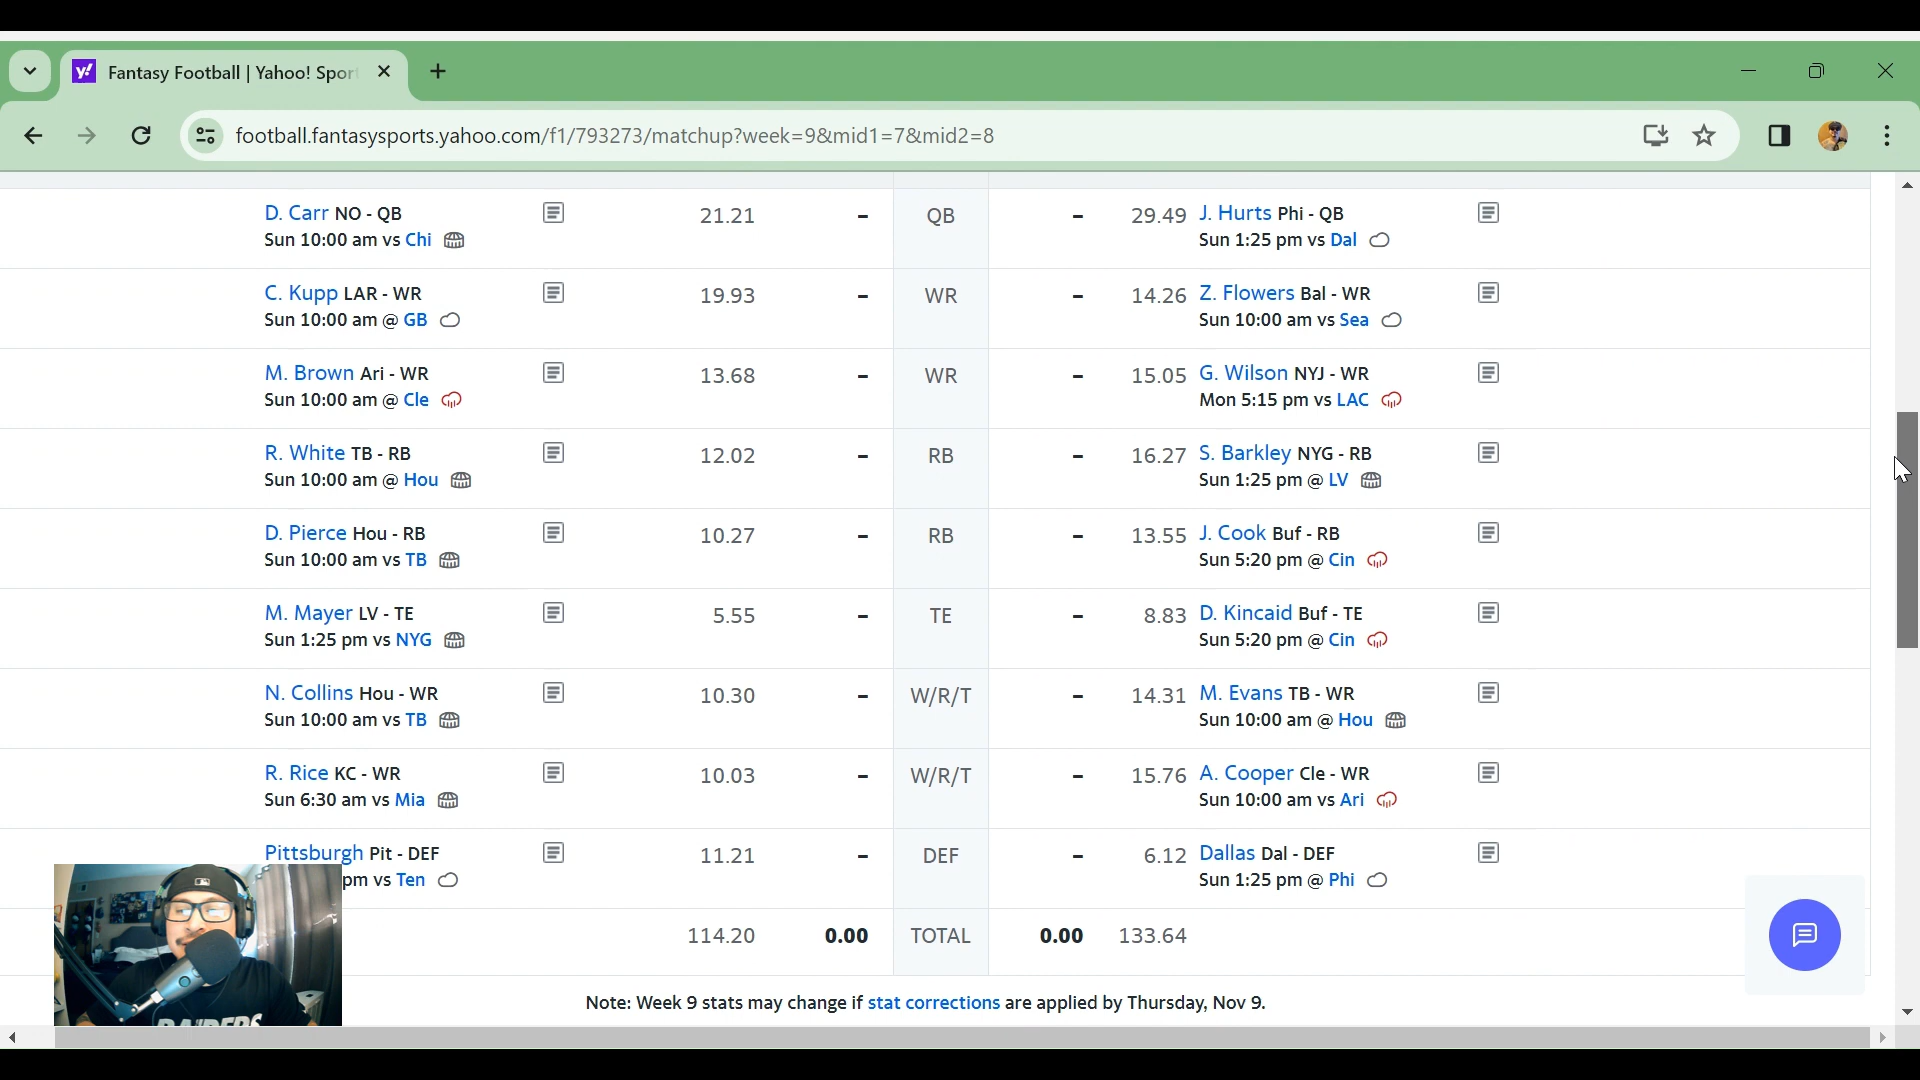 Fantasy Football | Yahoo! Spor
football.fantasysports.yahoo.com/f1/793273/matchup?week=9&mid1=7&mid2=8
D. Carr NO - QB 21.21 – QB – 29.49 J. Hurts Phi - QB
Sun 10:00 am vs Chi Sun 1:25 pm vs Dal
C. Kupp LAR - WR 19.93 – WR – 14.26 Z. Flowers Bal - WR
Sun 10:00 am @ GB Sun 10:00 am vs Sea
M. Brown Ari - WR 13.68 – WR – 15.05 G. Wilson NYJ - WR
Sun 10:00 am @ Cle Mon 5:15 pm vs LAC
R. White TB - RB 12.02 – RB – 16.27 S. Barkley NYG - RB
Sun 10:00 am @ Hou Sun 1:25 pm @ LV
D. Pierce Hou - RB 10.27 – RB – 13.55 J. Cook Buf - RB
Sun 10:00 am vs TB Sun 5:20 pm @ Cin
M. Mayer LV - TE 5.55 – TE – 8.83 D. Kincaid Buf - TE
Sun 1:25 pm vs NYG Sun 5:20 pm @ Cin
N. Collins Hou - WR 10.30 – W/R/T – 14.31 M. Evans TB - WR
Sun 10:00 am vs TB Sun 10:00 am @ Hou
R. Rice KC - WR 10.03 – W/R/T – 15.76 A. Cooper Cle - WR
Sun 6:30 am vs Mia Sun 10:00 am vs Ari
Pittsburgh Pit - DEF 11.21 – DEF – 6.12 Dallas Dal - DEF
pm vs Ten Sun 1:25 pm @ Phi
114.20 0.00 TOTAL 0.00 133.64
Note: Week 9 stats may change if stat corrections are applied by Thursday, Nov 9.
RAIDERS